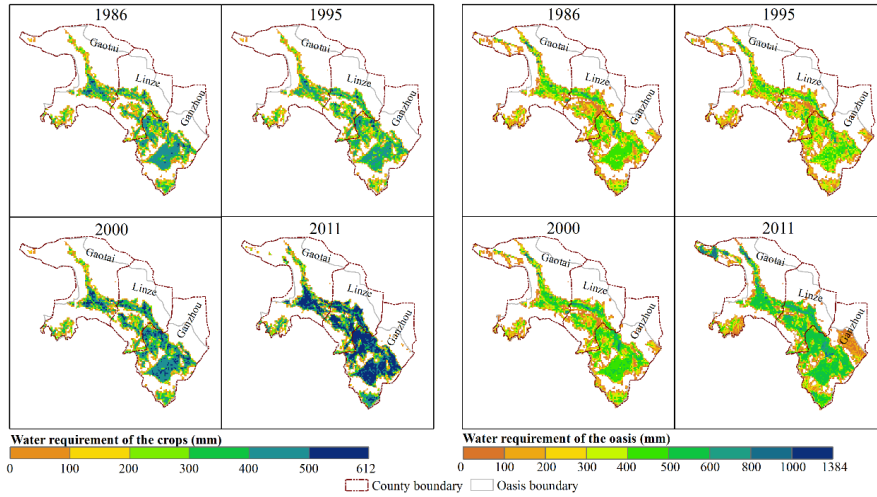 1986
1995
1986
1995
Gaotai
Linze
Ganzhou
Gaotai
Linze
Ganzhou
Gaotai
Linze
Ganzhou
Gaotai
Linze
Ganzhou
2000
2011
2000
2011
Gaotai
Linze
Ganzhou
Gaotai
Linze
Ganzhou
Gaotai
Linze
Ganzhou
Gaotai
Linze
Ganzhou
Water requirement of the crops (mm)
0 100 200 300 400 500 612
Water requirement of the oasis (mm)
0 100 200 300 400 500 600 800 1000 1384
County boundary Oasis boundary